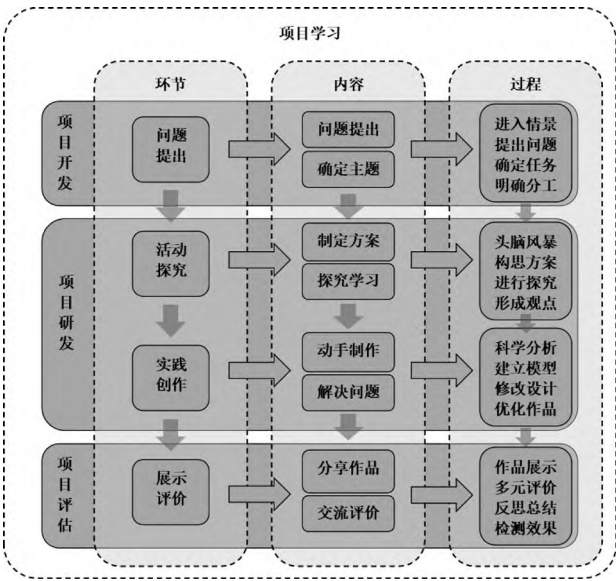 项目学习
环节
内容
过程
项目开发
问题
提出
问题提出
确定主题
进入情景
提出问题
确定任务
明确分工
项目研发
活动
探究
制定方案
探究学习
头脑风暴
构思方案
进行探究
形成观点
实践
创作
动手制作
解决问题
科学分析
建立模型
修改设计
优化作品
项目评估
展示
评价
分享作品
交流评价
作品展示
多元评价
反思总结
检测效果